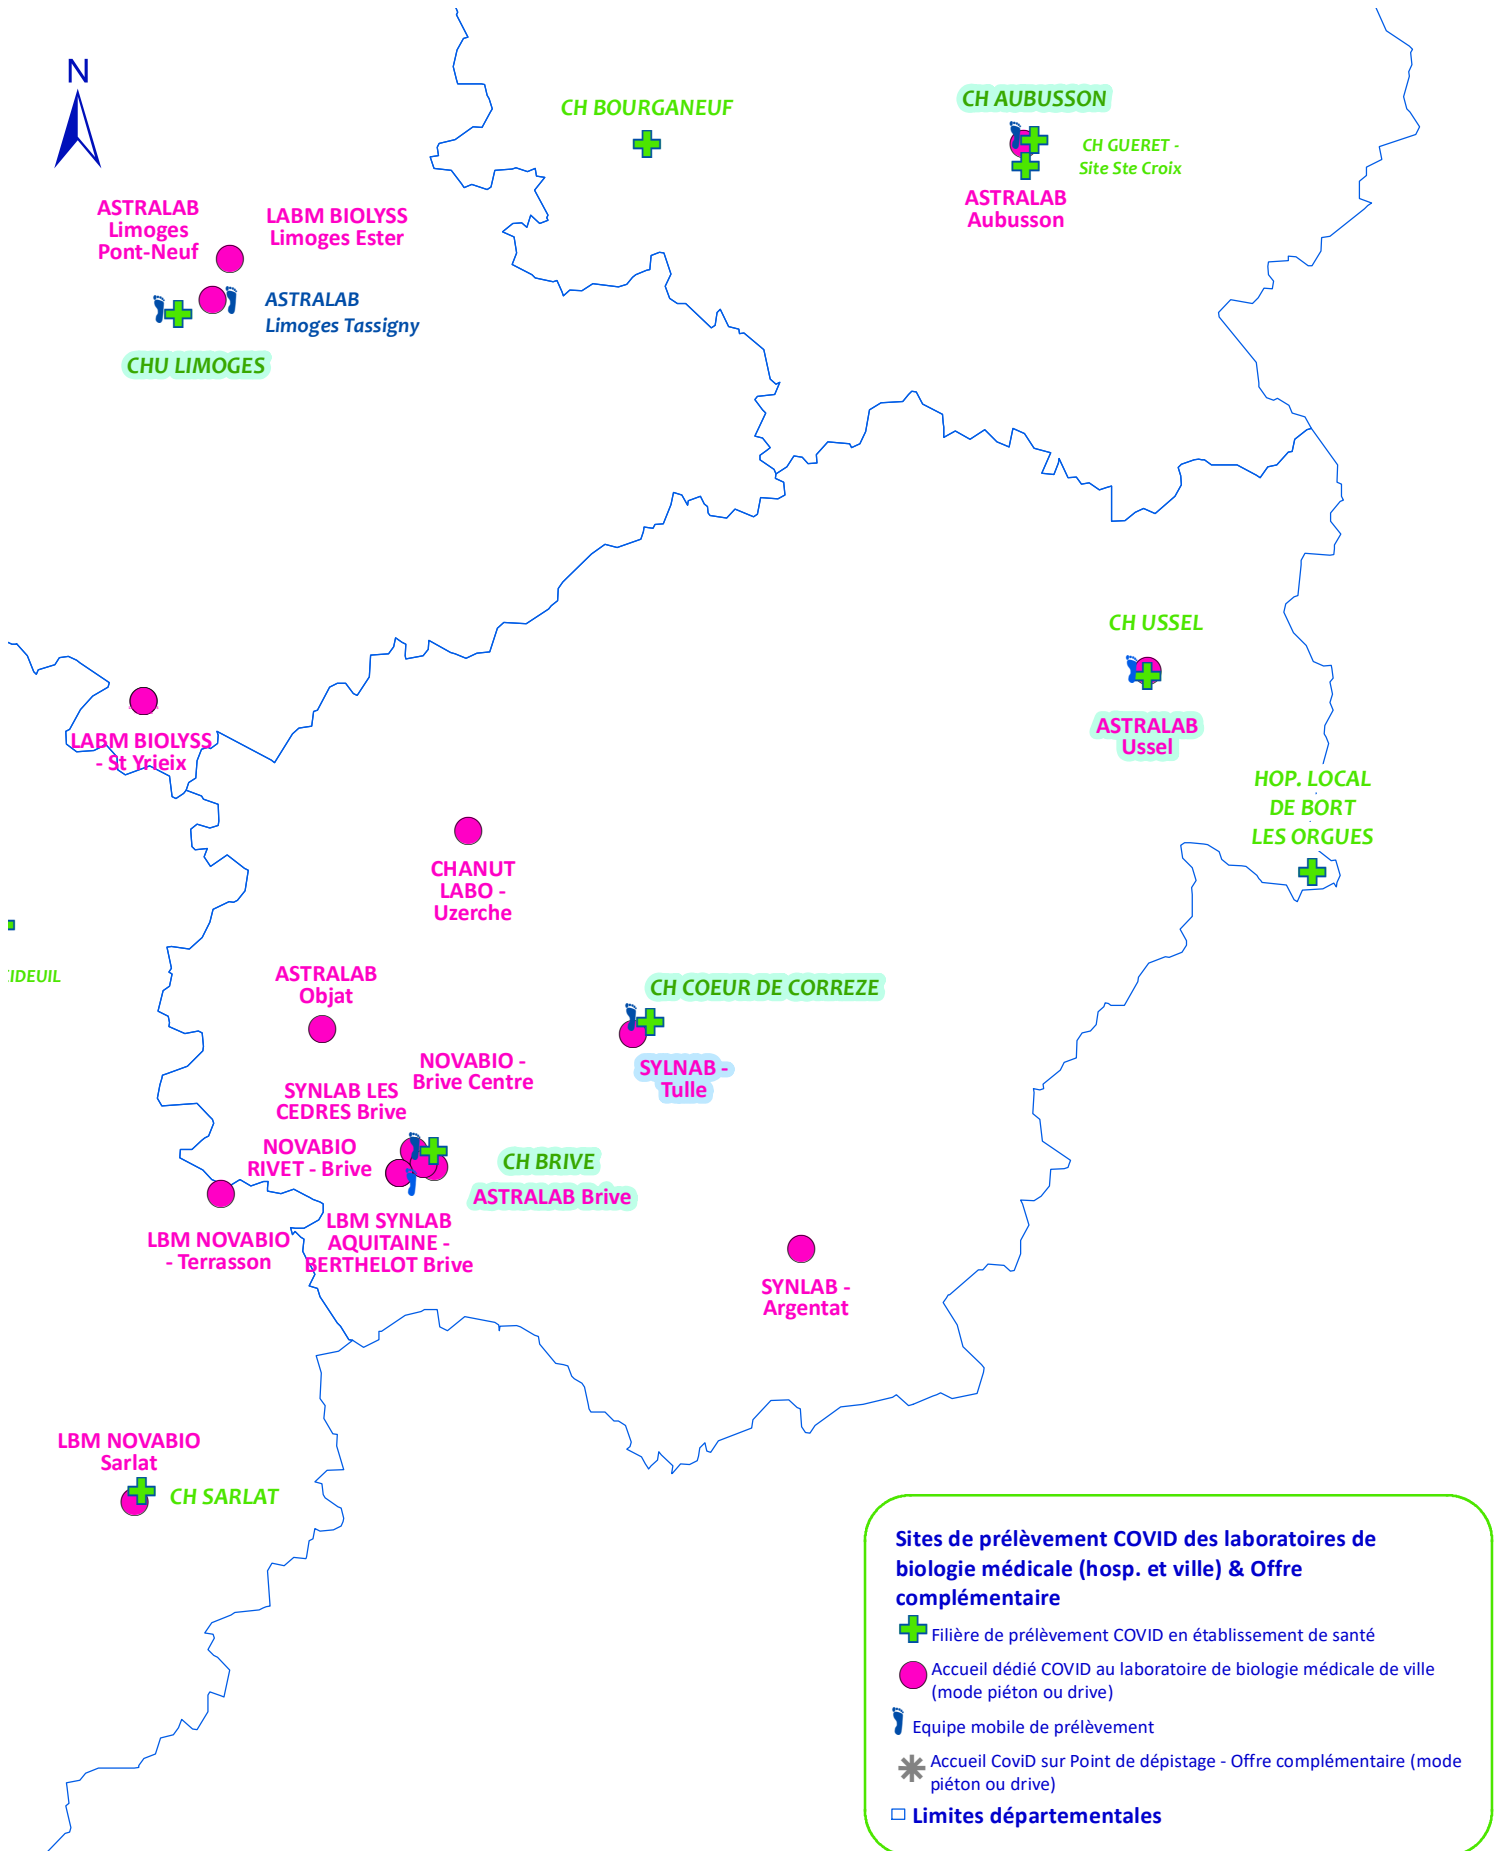 N
CH BOURGANEUF
CH AUBUSSON
CH GUERET -
Site Ste Croix
ASTRALAB
Aubusson
ASTRALAB
Limoges
Pont-Neuf
LABM BIOLYSS
Limoges Ester
ASTRALAB
Limoges Tassigny
CHU LIMOGES
CH USSEL
ASTRALAB
Ussel
LABM BIOLYSS
- St Yrieix
HOP. LOCAL
DE BORT
LES ORGUES
CHANUT
LABO -
Uzerche
IDEUIL
ASTRALAB
Objat
CH COEUR DE CORREZE
SYLNAB -
Tulle
NOVABIO -
Brive Centre
SYNLAB LES
CEDRES Brive
NOVABIO
RIVET - Brive
CH BRIVE
ASTRALAB Brive
LBM NOVABIO
- Terrasson
LBM SYNLAB
AQUITAINE -
BERTHELOT Brive
SYNLAB -
Argentat
LBM NOVABIO
Sarlat
CH SARLAT
Sites de prélèvement COVID des laboratoires de
biologie médicale (hosp. et ville) & Offre
complémentaire
Filière de prélèvement COVID en établissement de santé
Accueil dédié COVID au laboratoire de biologie médicale de ville
(mode piéton ou drive)
Equipe mobile de prélèvement
Accueil CoviD sur Point de dépistage - Offre complémentaire (mode
piéton ou drive)
Limites départementales